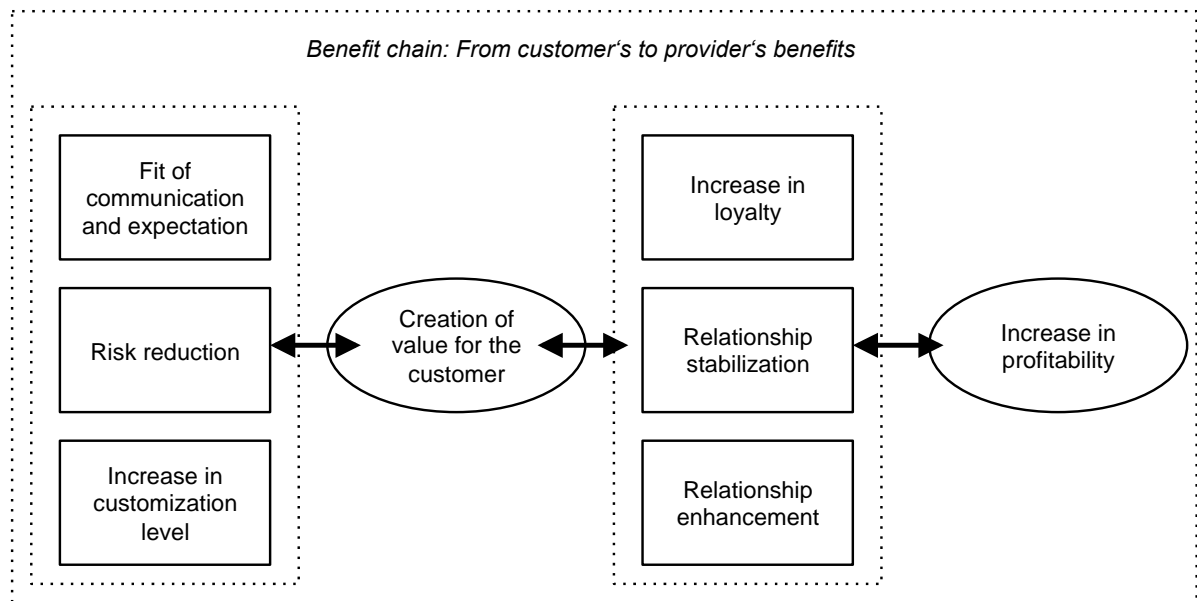 Benefit chain: From customer‘s to provider‘s benefits
Fit of
communication
and expectation
Risk reduction
Increase in
customization
level
Creation of
value for the
customer
Increase in
loyalty
Relationship
stabilization
Relationship
enhancement
Increase in
profitability